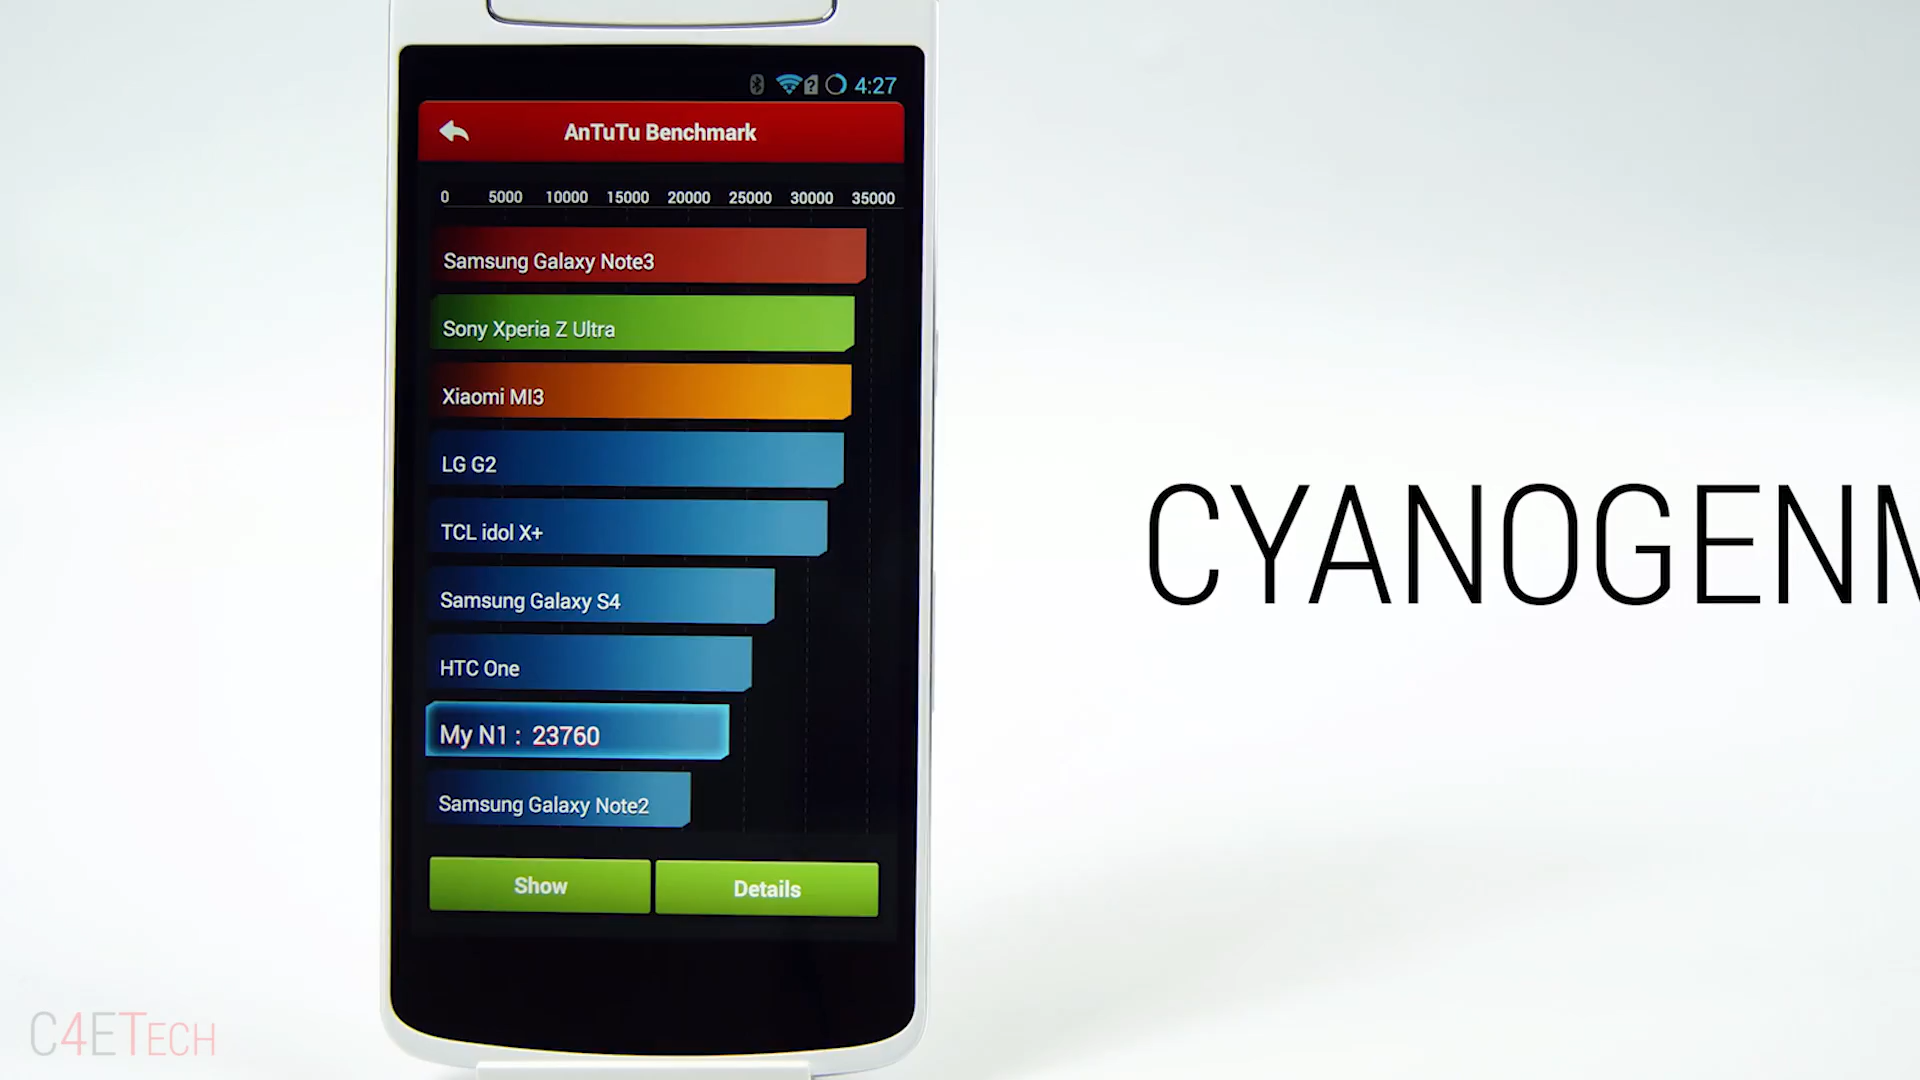 4:27
AnTuTu Benchmark
0 5000 10000 15000 20000 25000 30000 35000
Samsung Galaxy Note3
Sony Xperia Z Ultra
Xiaomi MI3
LG G2
TCL idol X+
Samsung Galaxy S4
HTC One
My N1 : 23760
Samsung Galaxy Note2
Show Details
CYANOGENM
C4ETECH